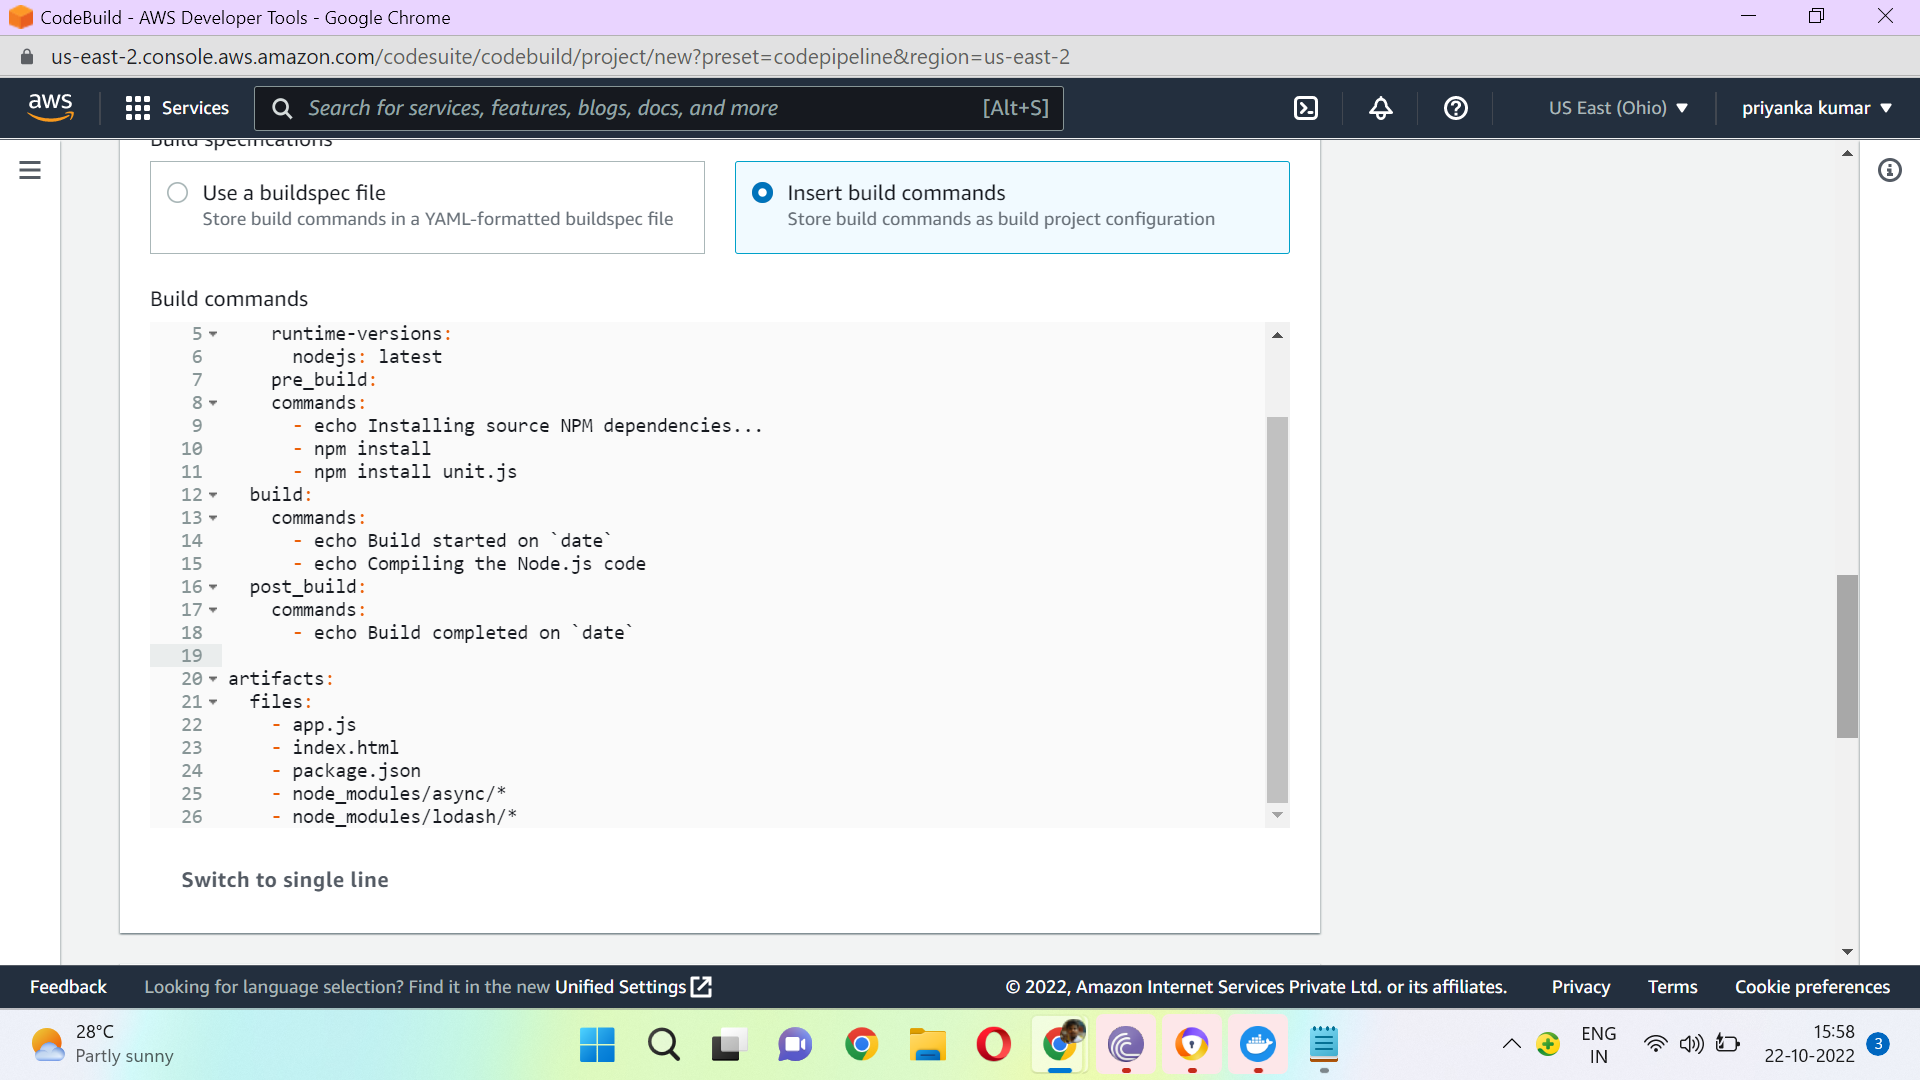 CodeBuild - AWS Developer Tools - Google Chrome
us-east-2.console.aws.amazon.com/codesuite/codebuild/project/new?preset=codepipeline&region=us-east-2
aws Services Search for services, features, blogs, docs, and more [Alt+S] US East (Ohio) priyanka kumar
Build specifications
Use a buildspec file
Store build commands in a YAML-formatted buildspec file
Insert build commands
Store build commands as build project configuration
Build commands
5 runtime-versions:
6 nodejs: latest
7 pre_build:
8 commands:
9 - echo Installing source NPM dependencies...
10 - npm install
11 - npm install unit.js
12 build:
13 commands:
14 - echo Build started on `date`
15 - echo Compiling the Node.js code
16 post_build:
17 commands:
18 - echo Build completed on `date`
19
20 artifacts:
21 files:
22 - app.js
23 - index.html
24 - package.json
25 - node_modules/async/*
26 - node_modules/lodash/*
Switch to single line
Feedback Looking for language selection? Find it in the new Unified Settings © 2022, Amazon Internet Services Private Ltd. or its affiliates. Privacy Terms Cookie preferences
28°C
Partly sunny
ENG
IN
15:58
22-10-2022
3